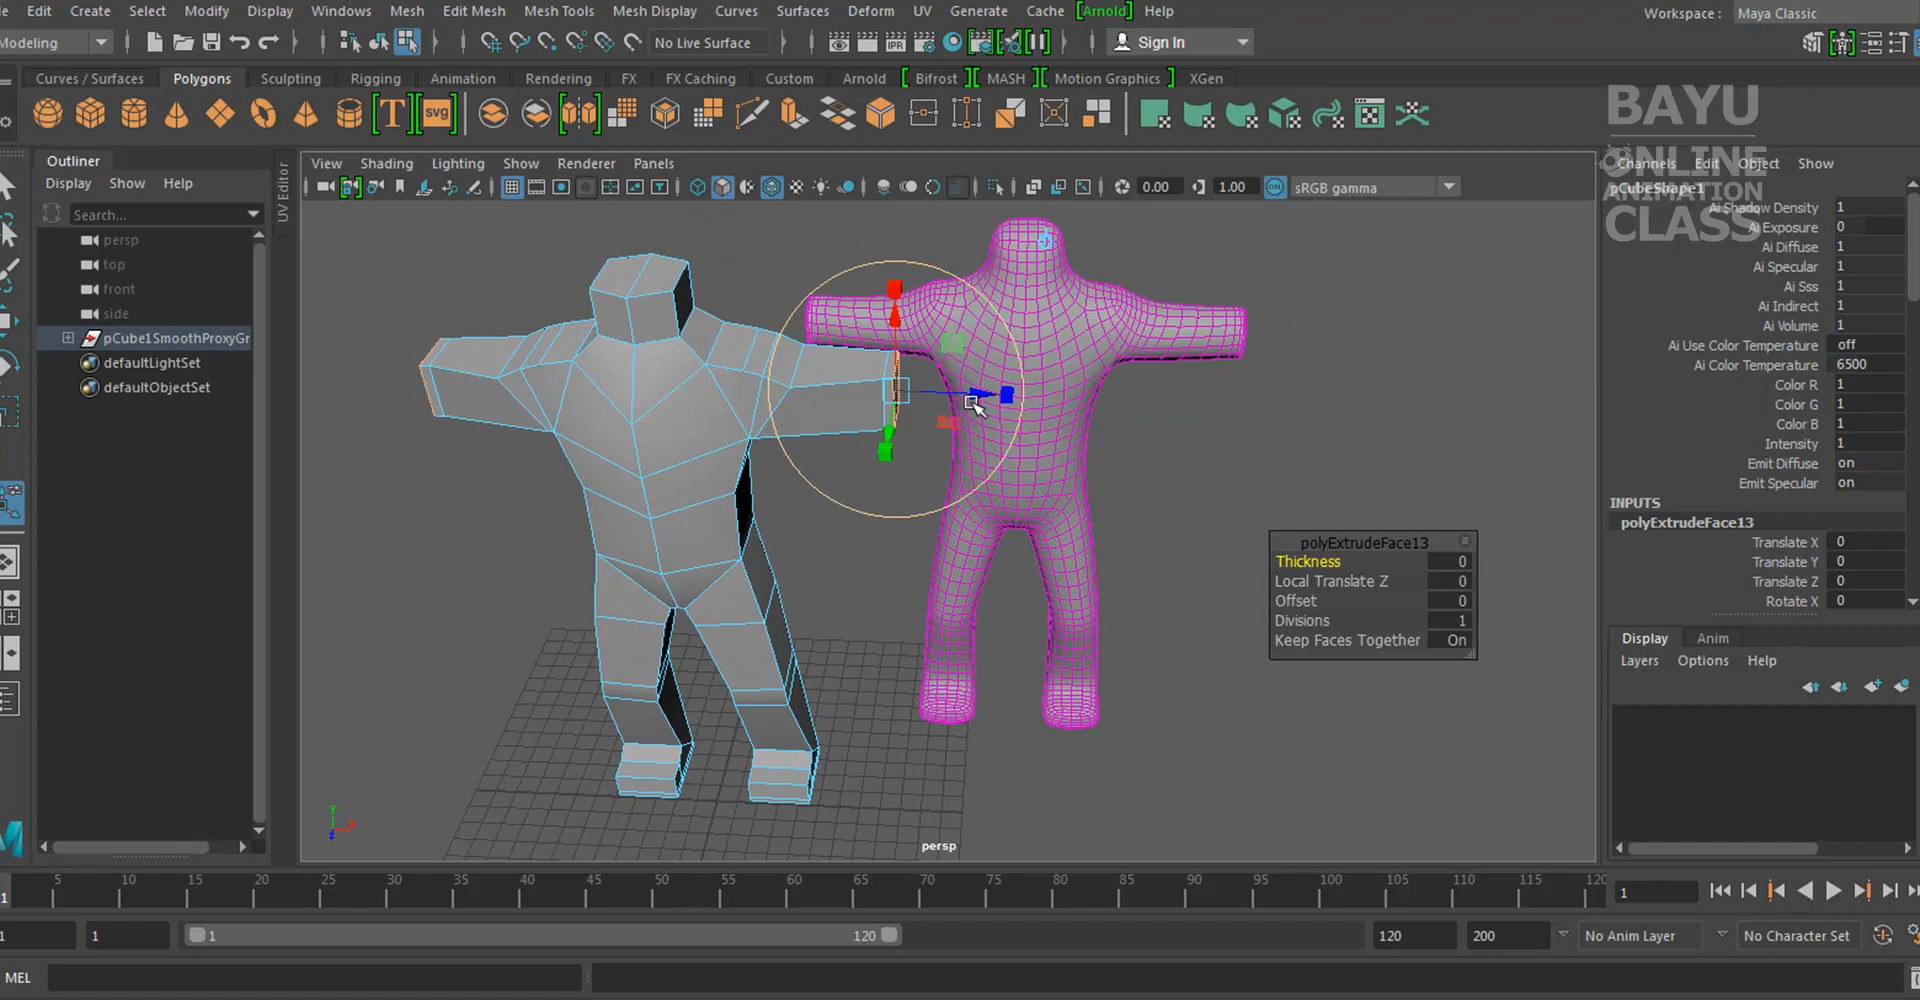 Edit Create Select Modify Display Windows Mesh Edit Mesh Mesh Tools Mesh Display Curves Surfaces Deform UV Generate Cache [Arnold] Help
Workspace : Maya Classic
Modeling
No Live Surface
IPR
Sign In
Curves / Surfaces Polygons Sculpting Rigging Animation Rendering FX FX Caching Custom Arnold Bifrost MASH Motion Graphics XGen
T svg
BAYU
ONLINE
ANIMATION
CLASS
Outliner
Display Show Help
Search...
persp
top
front
side
pCube1SmoothProxyGr
defaultLightSet
defaultObjectSet
UV Editor
View Shading Lighting Show Renderer Panels
0.00 1.00 ON sRGB gamma
persp
polyExtrudeFace13
Thickness 0
Local Translate Z 0
Offset 0
Divisions 1
Keep Faces Together On
Channels Edit Object Show
pCubeShape1
Ai Shadow Density 1
Ai Exposure 0
Ai Diffuse 1
Ai Specular 1
Ai Sss 1
Ai Indirect 1
Ai Volume 1
Ai Use Color Temperature off
Ai Color Temperature 6500
Color R 1
Color G 1
Color B 1
Intensity 1
Emit Diffuse on
Emit Specular on
INPUTS
polyExtrudeFace13
Translate X 0
Translate Y 0
Translate Z 0
Rotate X 0
Display Anim
Layers Options Help
1 5 10 15 20 25 30 35 40 45 50 55 60 65 70 75 80 85 90 95 100 105 110 115 120
1
1 1 1 120 120 200 No Anim Layer No Character Set
MEL